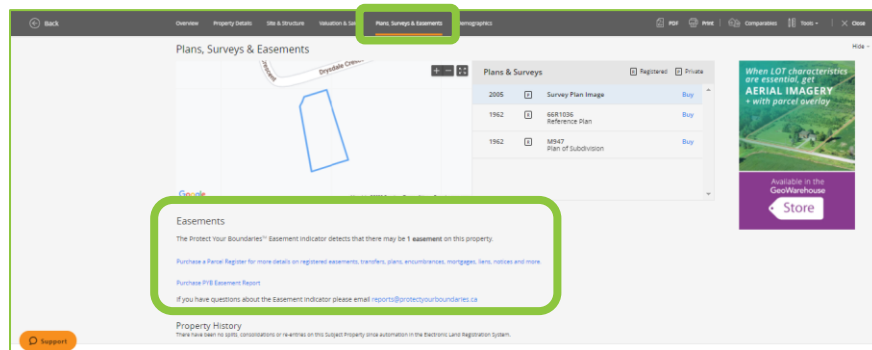 Back
Overview
Property Details
Site & Structure
Valuation & Sales
Plans, Surveys & Easements
Demographics
PDF
Print
Comparables
Tools
Close
Plans, Surveys & Easements
Hide
Drysdale Cresc
Crescent
+ −
Google
Plans & Surveys
R Registered
P Private
2005 P Survey Plan Image Buy
1962 R 66R1036 Buy
Reference Plan
1962 R M947 Buy
Plan of Subdivision
When LOT characteristics
are essential, get
AERIAL IMAGERY
+ with parcel overlay
Available in the
GeoWarehouse
Store
Easements
The Protect Your Boundaries™ Easement Indicator detects that there may be 1 easement on this property.
Purchase a Parcel Register for more details on registered easements, transfers, plans, encumbrances, mortgages, liens, notices and more.
Purchase PYB Easement Report
If you have questions about the Easement Indicator please email reports@protectyourboundaries.ca
Property History
There have been no splits, consolidations or re-entries on this Subject Property since automation in the Electronic Land Registration System.
Support